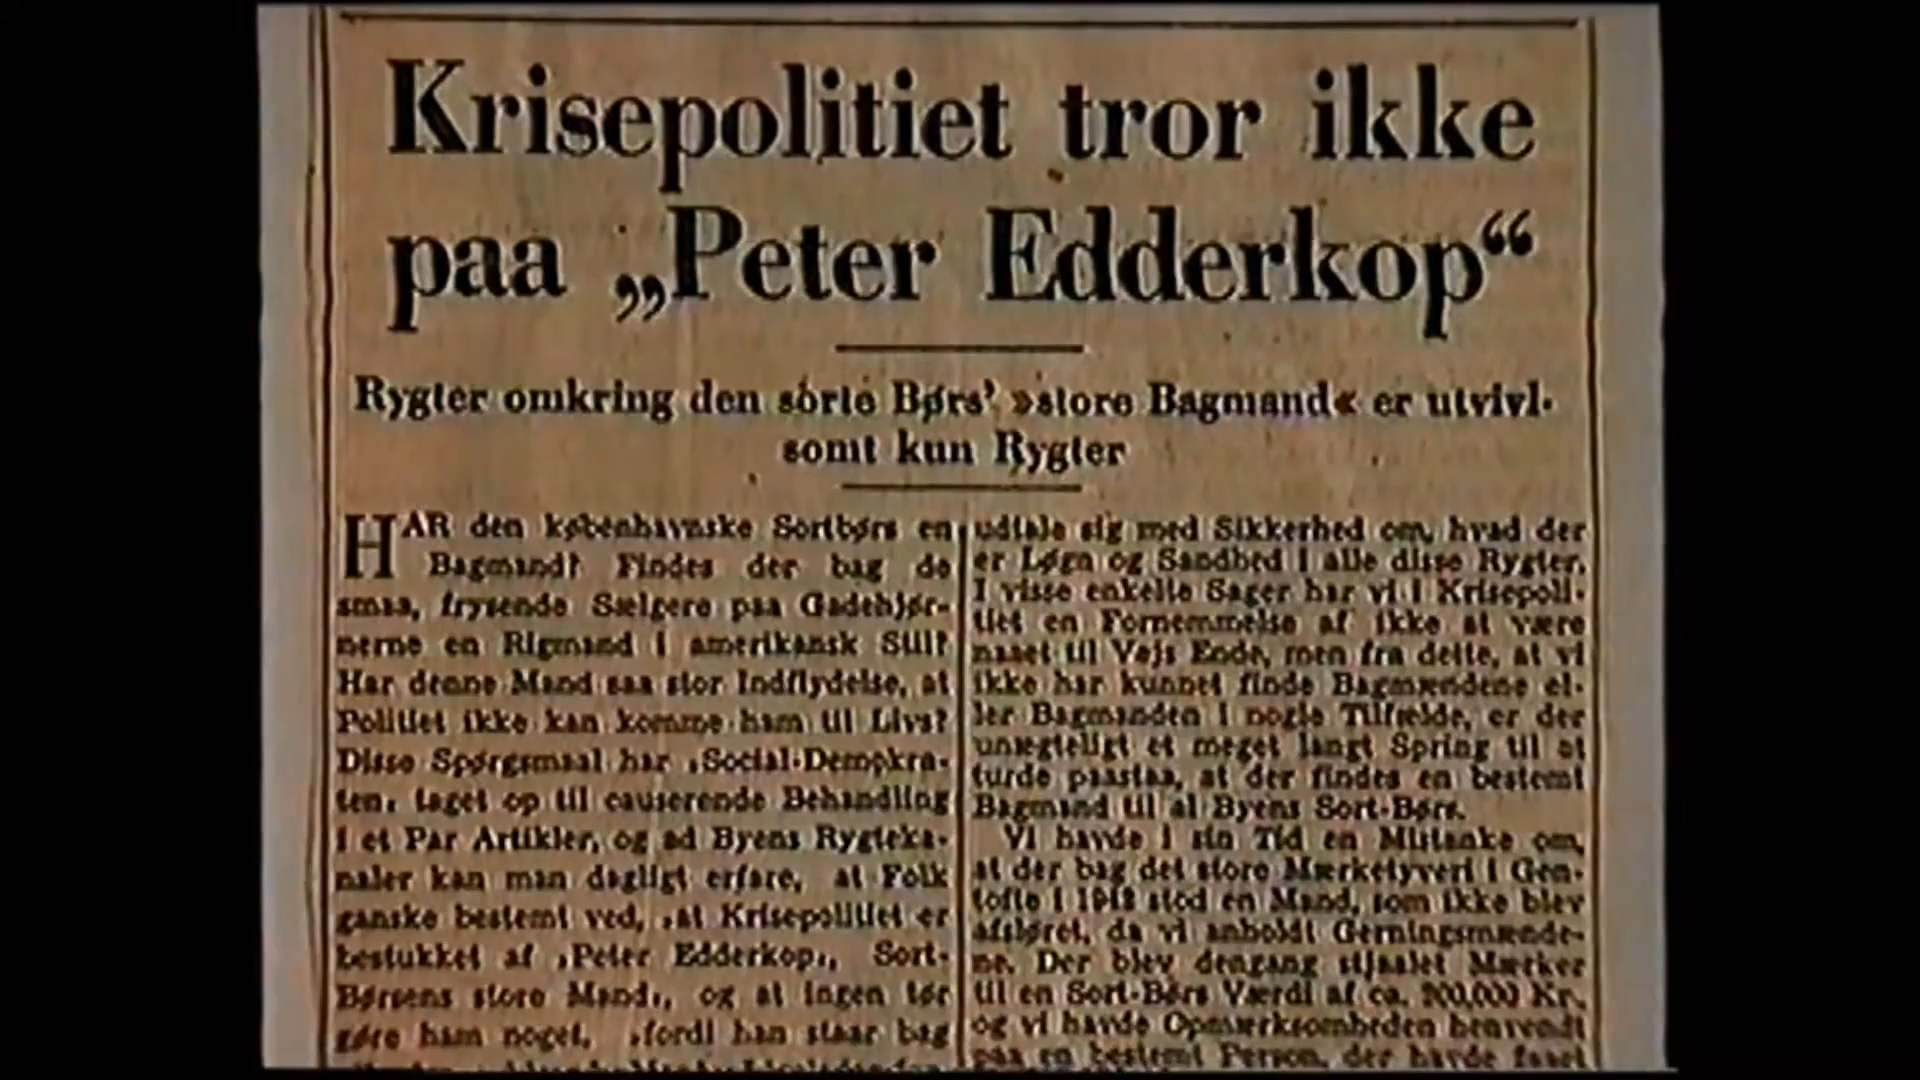 Krisepolitiet tror ikke
paa „Peter Edderkop“
Rygter omkring den sorte Børs' »store Bagmand« er utvivl-
somt kun Rygter
HAR den københavnske Sortbørs en
Bagmand? Findes der bag de
smaa, frysende Sælgere paa Gadehjør-
nerne en Rigmand i amerikansk Stil?
Har denne Mand saa stor Indflydelse, at
Politiet ikke kan komme ham til Livs?
Disse Spørgsmaal har »Social-Demokra-
ten« taget op til causerende Behandling
i et Par Artikler, og ad Byens Rygteka-
naler kan man dagligt erfare, at Folk
ganske bestemt ved, »at Krisepolitiet er
bestukket af »Peter Edderkop«, Sort-
Børsens store Mand«, og at ingen tør
gøre ham noget, »fordi han staar bag
udtale sig med Sikkerhed om, hvad der
er Løgn og Sandhed i alle disse Rygter.
I visse enkelte Sager har vi i Krisepoli-
tiet en Fornemmelse af ikke at være
naaet til Vejs Ende, men fra dette, at vi
ikke har kunnet finde Bagmændene el-
ler Bagmanden i nogle Tilfælde, er der
unægteligt et meget langt Spring til at
turde paastaa, at der findes en bestemt
Bagmand til al Byens Sort-Børs.
Vi havde i sin Tid en Mistanke om,
at der bag det store Mærketyveri i Gen-
tofte i 1942 stod en Mand, som ikke blev
afsløret, da vi anholdt Gerningsmænde-
ne. Der blev dengang stjaalet Mærker
til en Sort-Børs Værdi af ca. 200,000 Kr.,
og vi havde Opmærksomheden henvendt
paa en bestemt Person, der havde faaet